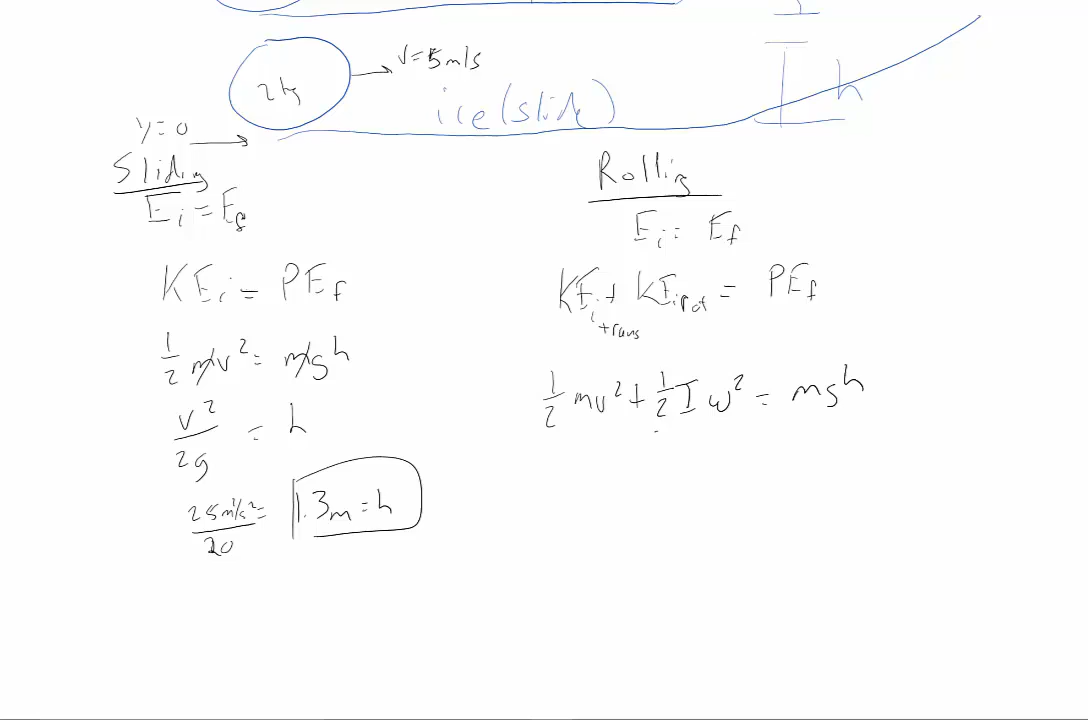 v=5m/s
2kg
ice(slide)
h
y=0
Sliding
Ei=Ef
KEi=PEf
1/2 mv²=mgh
v²/2g = h
25m²/s²/20 = 1.3m=h
Rolling
Ei=Ef
KEi trans + KEi rot = PEf
1/2 mv²+1/2 Iω² = mgh